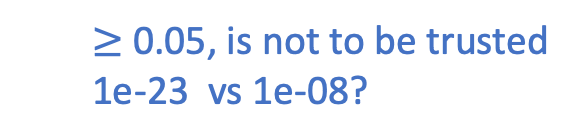 ≥ 0.05, is not to be trusted
1e-23 vs 1e-08?